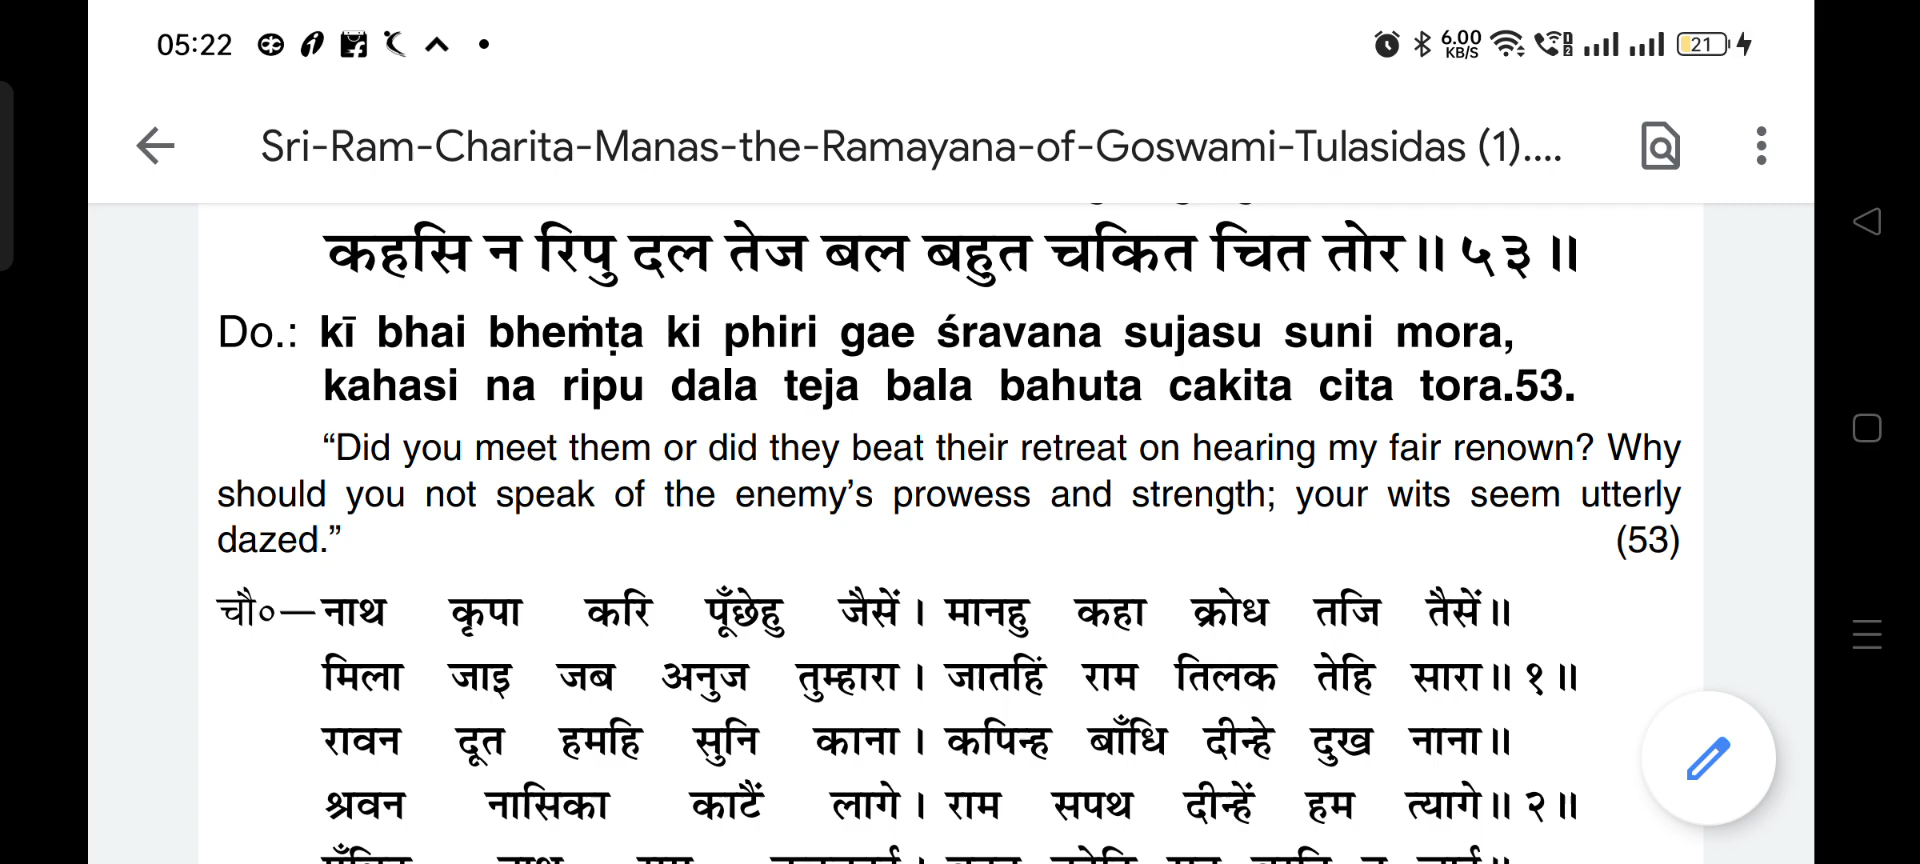 05:22 6.00 KB/S 21
Sri-Ram-Charita-Manas-the-Ramayana-of-Goswami-Tulasidas (1)....
कहसि न रिपु दल तेज बल बहुत चकित चित तोर॥ ५३॥
Do.: kī bhai bheṁṭa ki phiri gae śravana sujasu suni mora,
kahasi na ripu dala teja bala bahuta cakita cita tora.53.
“Did you meet them or did they beat their retreat on hearing my fair renown? Why
should you not speak of the enemy’s prowess and strength; your wits seem utterly
dazed.” (53)
चौ०—नाथ कृपा करि पूँछेहु जैसें। मानहु कहा क्रोध तजि तैसें॥
मिला जाइ जब अनुज तुम्हारा। जातहिं राम तिलक तेहि सारा॥ १॥
रावन दूत हमहि सुनि काना। कपिन्ह बाँधि दीन्हे दुख नाना॥
श्रवन नासिका काटैं लागे। राम सपथ दीन्हें हम त्यागे॥ २॥